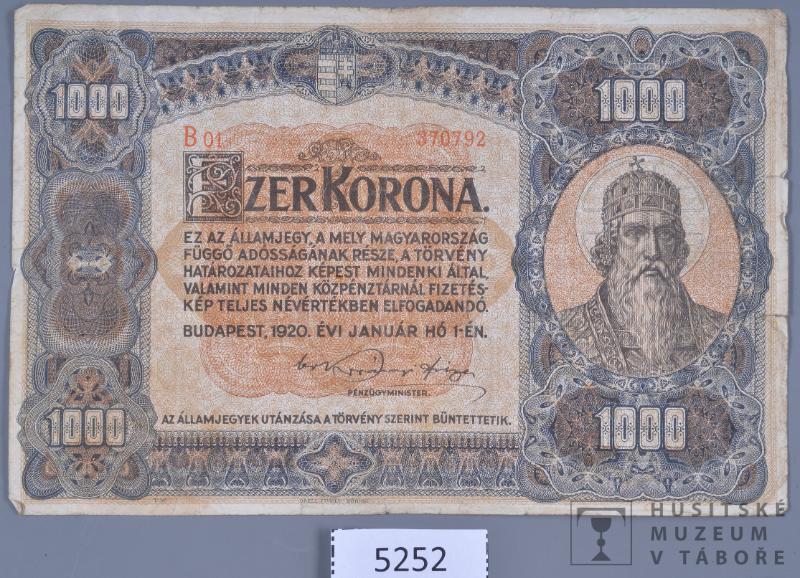 1000
1000
B 01
370792
EZER KORONA.
EZ AZ ÁLLAMJEGY, A MELY MAGYARORSZÁG
FÜGGŐ ADÓSSÁGÁNAK RÉSZE, A TÖRVÉNY
HATÁROZATAIHOZ KÉPEST MINDENKI ÁLTAL,
VALAMINT MINDEN KÖZPÉNZTÁRNÁL FIZETÉS-
KÉP TELJES NÉVÉRTÉKBEN ELFOGADANDÓ.
BUDAPEST, 1920. ÉVI JANUÁR HÓ 1-ÉN.
PÉNZÜGYMINISTER.
1000
1000
AZ ÁLLAMJEGYEK UTÁNZÁSA A TÖRVÉNY SZERINT BÜNTETTETIK.
5252
HUSITSKÉ
MUZEUM
V TÁBOŘE